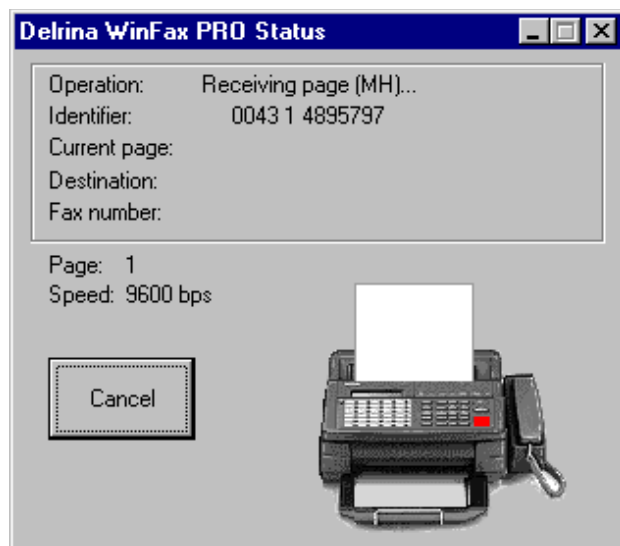 Delrina WinFax PRO Status
Operation: Receiving page (MH)...
Identifier: 0043 1 4895797
Current page:
Destination:
Fax number:
Page: 1
Speed: 9600 bps
Cancel